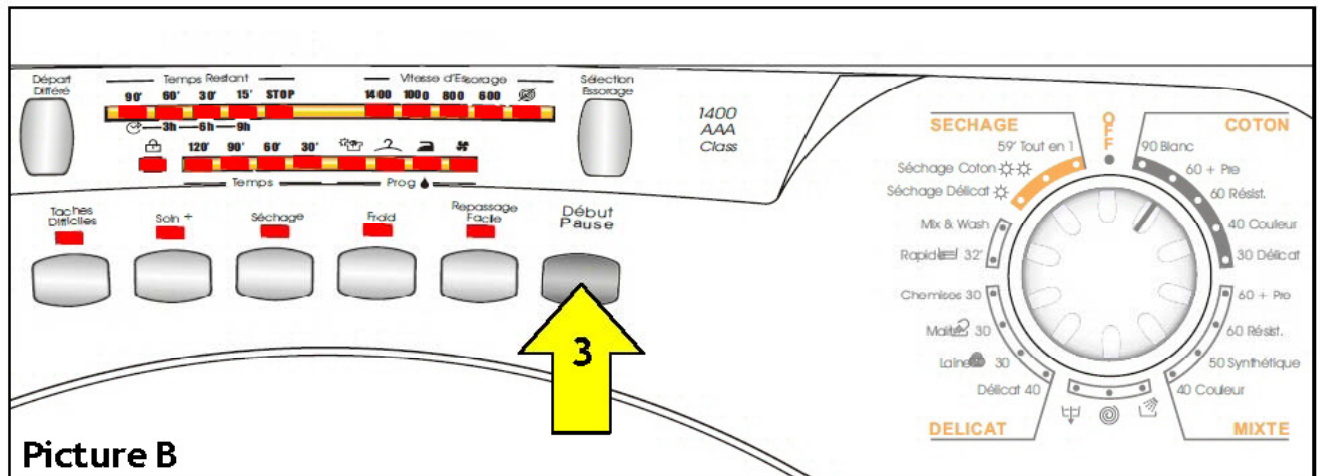 Départ
Différé
Temps Restant
90' 60' 30' 15' STOP
3h 6h 9h
Vitesse d'Essorage
1400 1000 800 600
Sélection
Essorage
120' 90' 60' 30'
Temps
Prog
Taches
Difficiles
Soin +
Séchage
Froid
Repassage
Facile
Début
Pause
3
1400
AAA
Class
SECHAGE
OFF
COTON
59' Tout en 1
Séchage Coton
Séchage Délicat
Mix & Wash
Rapid 32'
Chemises 30
Main 30
Laine 30
Délicat 40
90 Blanc
60 + Pre
60 Résist.
40 Couleur
30 Délicat
60 + Pre
60 Résist.
50 Synthétique
40 Couleur
DELICAT
MIXTE
Picture B